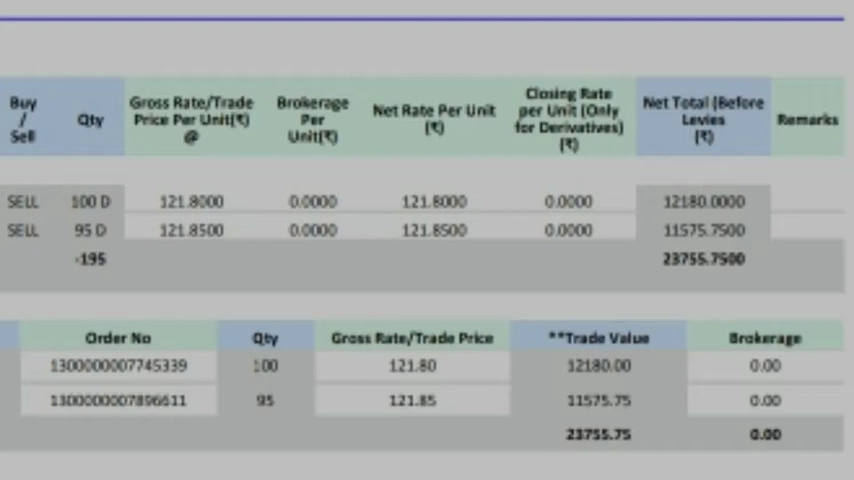 Buy / Sell Qty Gross Rate/Trade Price Per Unit(₹) @ Brokerage Per Unit(₹) Net Rate Per Unit (₹) Closing Rate per Unit (Only for Derivatives) (₹) Net Total (Before Levies (₹) Remarks
SELL 100 D 121.8000 0.0000 121.8000 0.0000 12180.0000
SELL 95 D 121.8500 0.0000 121.8500 0.0000 11575.7500
-195 23755.7500
Order No Qty Gross Rate/Trade Price **Trade Value Brokerage
1300000007745339 100 121.80 12180.00 0.00
1300000007896611 95 121.85 11575.75 0.00
23755.75 0.00